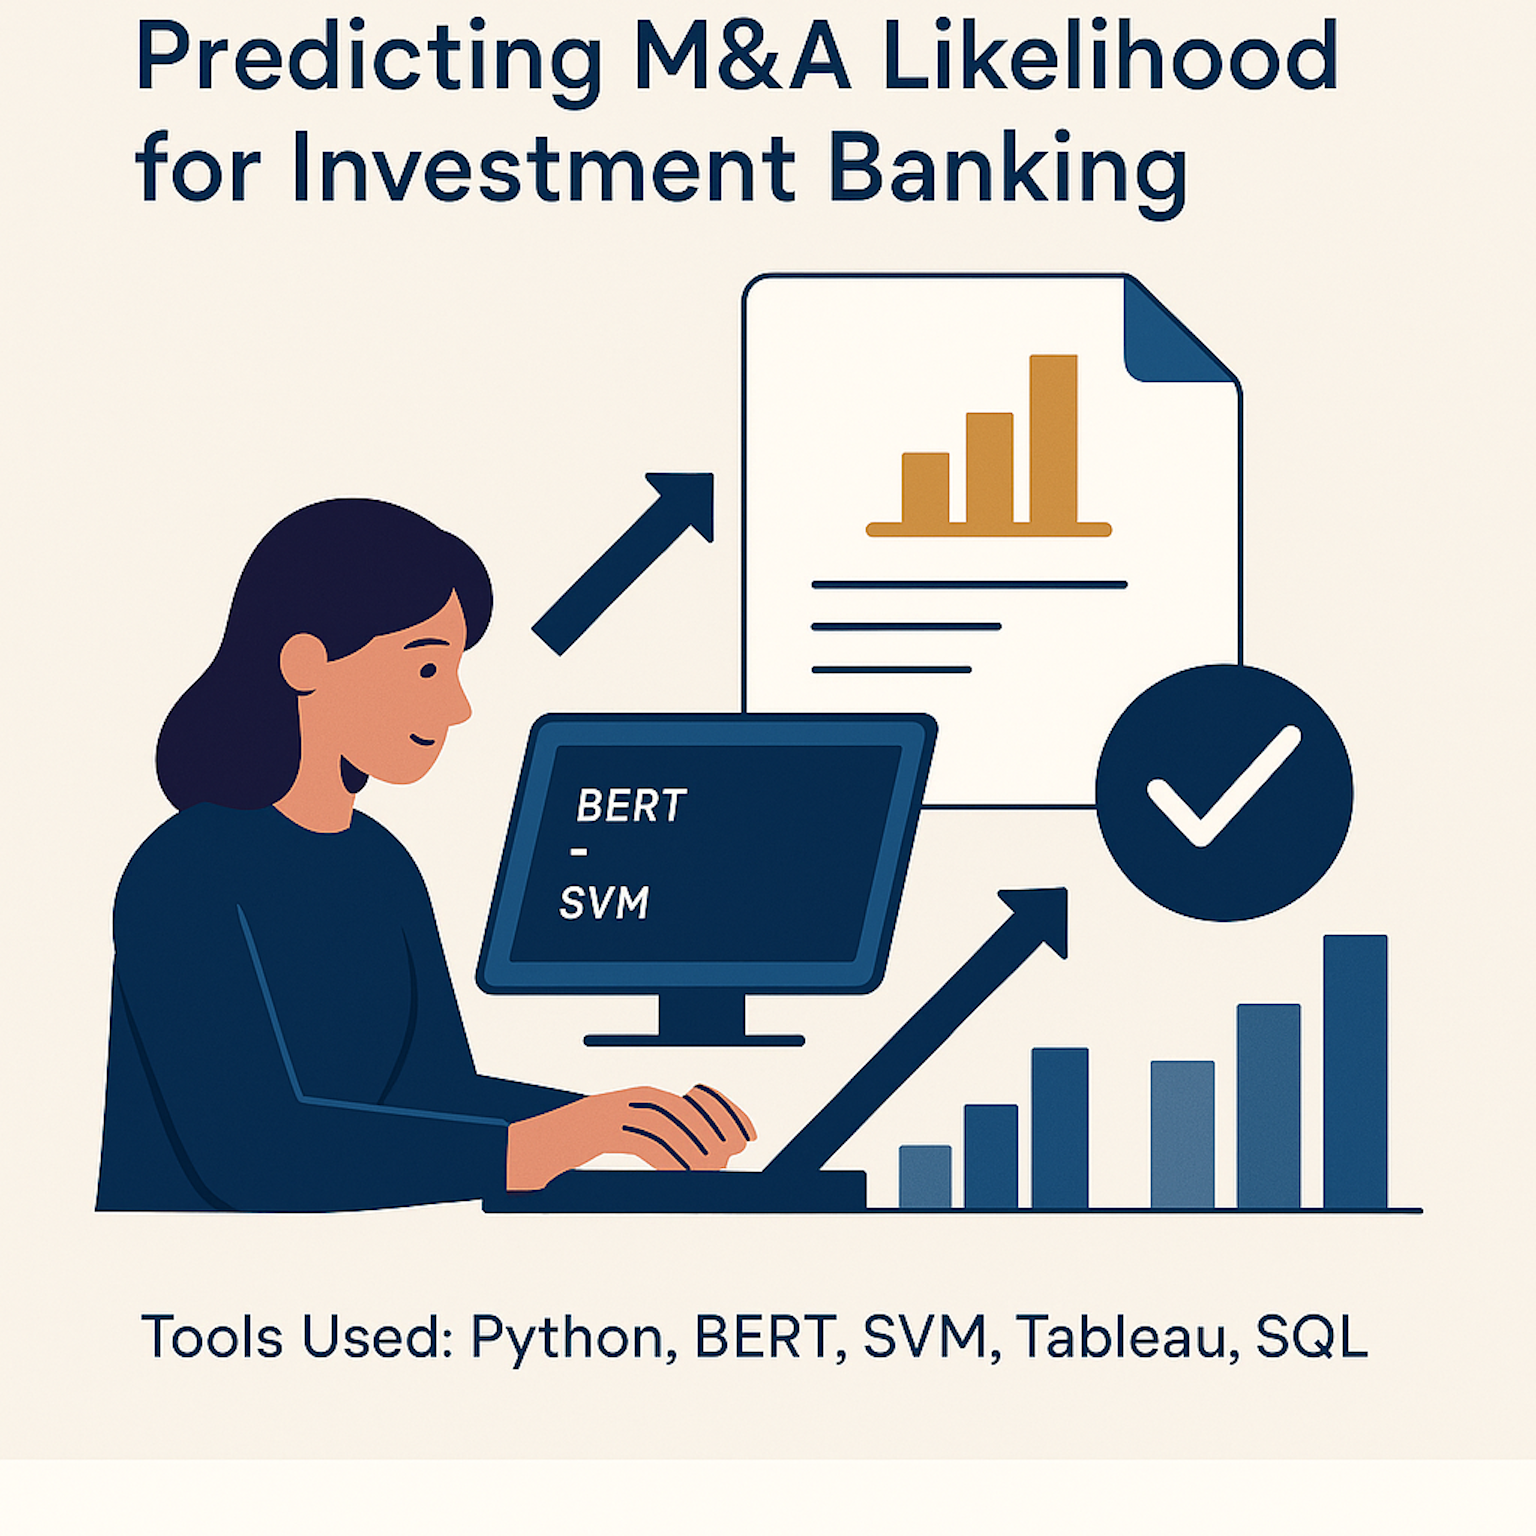 Predicting M&A Likelihood
for Investment Banking
BERT
-
SVM
Tools Used: Python, BERT, SVM, Tableau, SQL